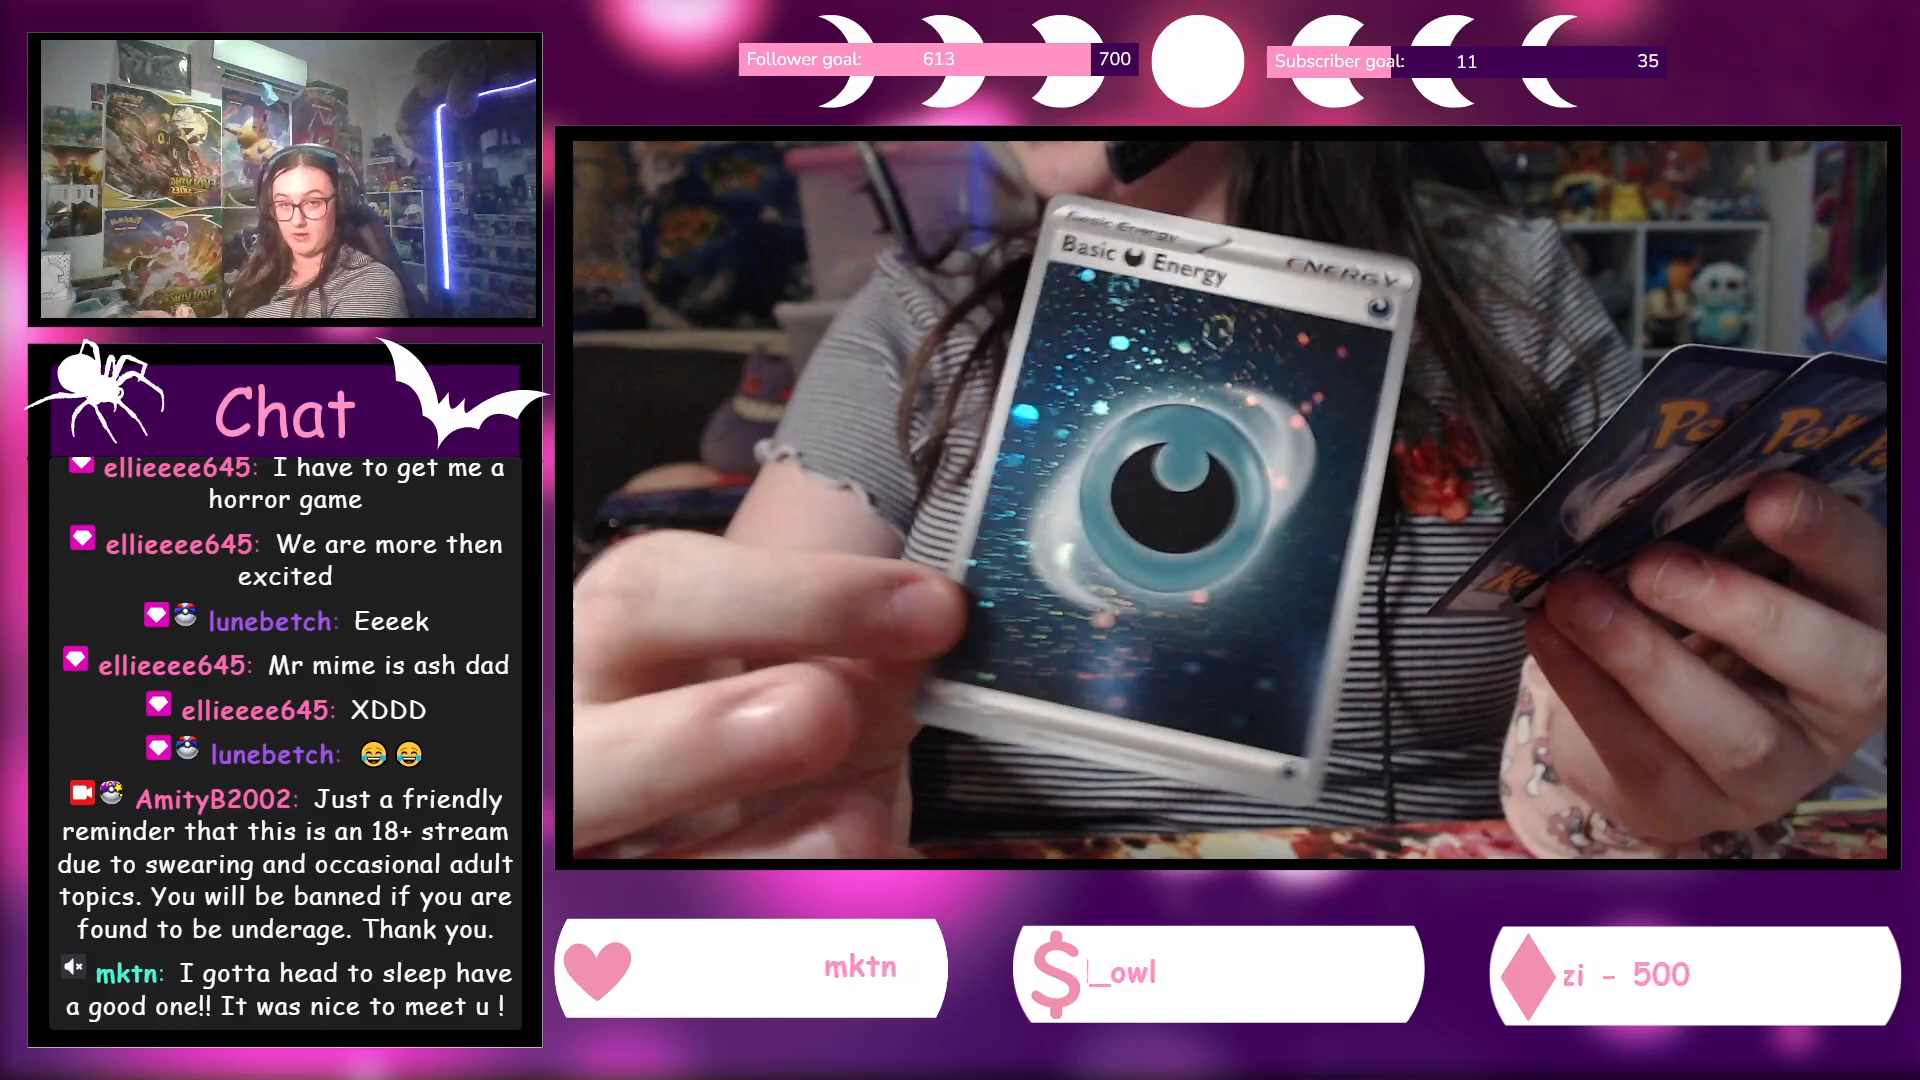 Follower goal: 613 700
Subscriber goal: 11 35
Basic Energy
ENERGY
Basic Energy
Chat
ellieeee645: I have to get me a
horror game
ellieeee645: We are more then
excited
lunebetch: Eeeek
ellieeee645: Mr mime is ash dad
ellieeee645: XDDD
lunebetch: 😂 😂
AmityB2002: Just a friendly
reminder that this is an 18+ stream
due to swearing and occasional adult
topics. You will be banned if you are
found to be underage. Thank you.
mktn: I gotta head to sleep have
a good one!! It was nice to meet u !
mktn
l_owl
zi - 500